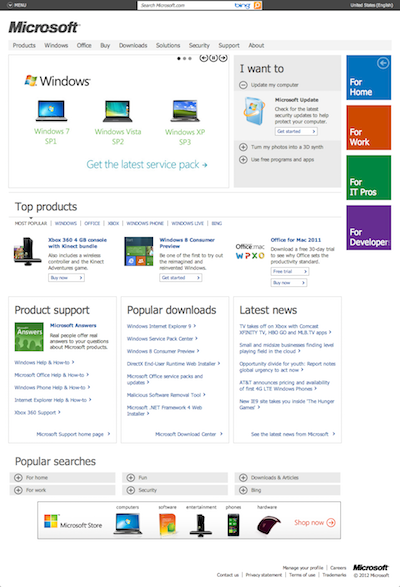 MENU
Search Microsoft.com
bing
United States (English)
Microsoft
Products Windows Office Buy Downloads Solutions Security Support About
Windows
Windows 7
SP1
Windows Vista
SP2
Windows XP
SP3
Get the latest service pack
I want to
Update my computer
Microsoft Update
Check for the latest
security updates to help
protect your computer.
Get started
Turn my photos into a 3D synth
Use free programs and apps
For
Home
For
Work
For
IT Pros
For
Developers
Top products
MOST POPULAR | WINDOWS | OFFICE | XBOX | WINDOWS PHONE | WINDOWS LIVE | BING
Xbox 360 4 GB console
with Kinect bundle
Also includes a wireless
controller and the Kinect
Adventures game.
Buy now
Windows 8 Consumer
Preview
Be one of the first to try out
the reimagined and
reinvented Windows.
Get started
Office:mac
Office for Mac 2011
Download a free 30-day trial
to see why Office sets the
productivity standard.
Free trial
Buy now
Product support
Answers
Microsoft Answers
Real people offer real
answers to your questions
about Microsoft products.
Windows Help & How-to
Microsoft Office Help & How-to
Windows Phone Help & How-to
Internet Explorer Help & How-to
Xbox 360 Support
Microsoft Support home page
Popular downloads
Windows Internet Explorer 9
Windows Service Pack Center
Windows 8 Consumer Preview
DirectX End-User Runtime Web Installer
Microsoft Office service packs and
updates
Malicious Software Removal Tool
Microsoft .NET Framework 4 Web
Installer
Microsoft Download Center
Latest news
TV takes off on Xbox with Comcast
XFINITY TV, HBO GO and MLB.TV apps
Small and midsize businesses finding level
playing field in the cloud
Opportunity divide for youth: Report notes
global urgency to act now
AT&T announces pricing and availability
of first 4G LTE Windows Phones
New IE9 site takes you inside 'The Hunger
Games'
See the latest news from Microsoft
Popular searches
For home
Fun
Downloads & Articles
For work
Security
Bing
Microsoft Store
computers
software
entertainment
phones
hardware
Shop now
Manage your profile | Careers
Contact us | Privacy statement | Terms of use | Trademarks
Microsoft
© 2012 Microsoft